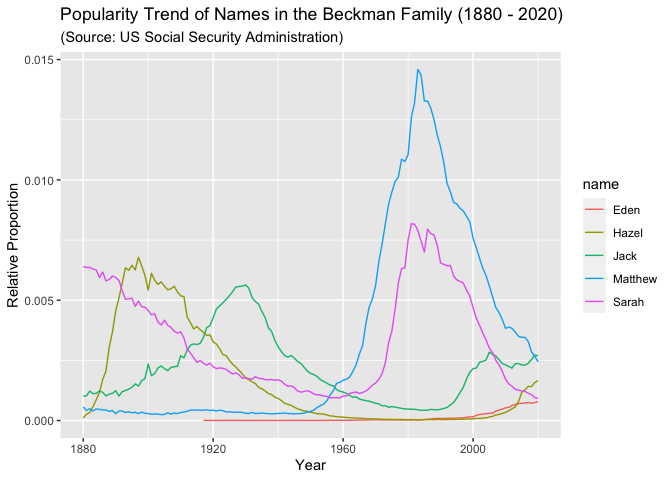 Popularity Trend of Names in the Beckman Family (1880 - 2020)
(Source: US Social Security Administration)
0.015
0.010
0.005
0.000
Relative Proportion
1880 1920 1960 2000
Year
name
Eden
Hazel
Jack
Matthew
Sarah